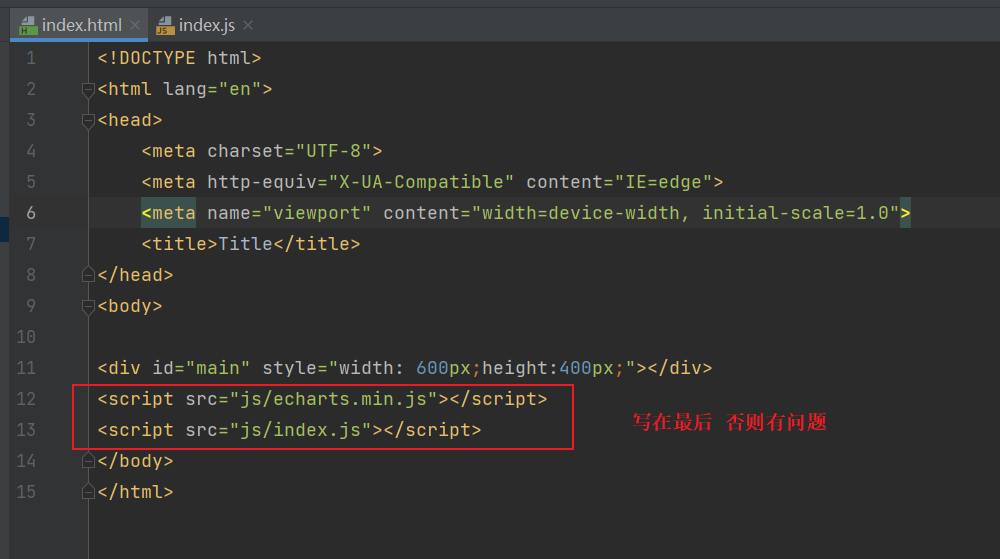 index.html
index.js
1 <!DOCTYPE html>
2 <html lang="en">
3 <head>
4 <meta charset="UTF-8">
5 <meta http-equiv="X-UA-Compatible" content="IE=edge">
6 <meta name="viewport" content="width=device-width, initial-scale=1.0">
7 <title>Title</title>
8 </head>
9 <body>
10
11 <div id="main" style="width: 600px;height:400px;"></div>
12 <script src="js/echarts.min.js"></script>
13 <script src="js/index.js"></script>
写在最后 否则有问题
14 </body>
15 </html>